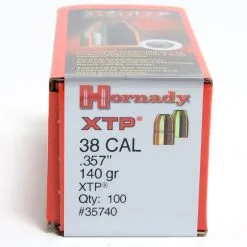 Hornady
XTP®
38 CAL
.357"
140 gr
XTP®
Qty: 100
#35740